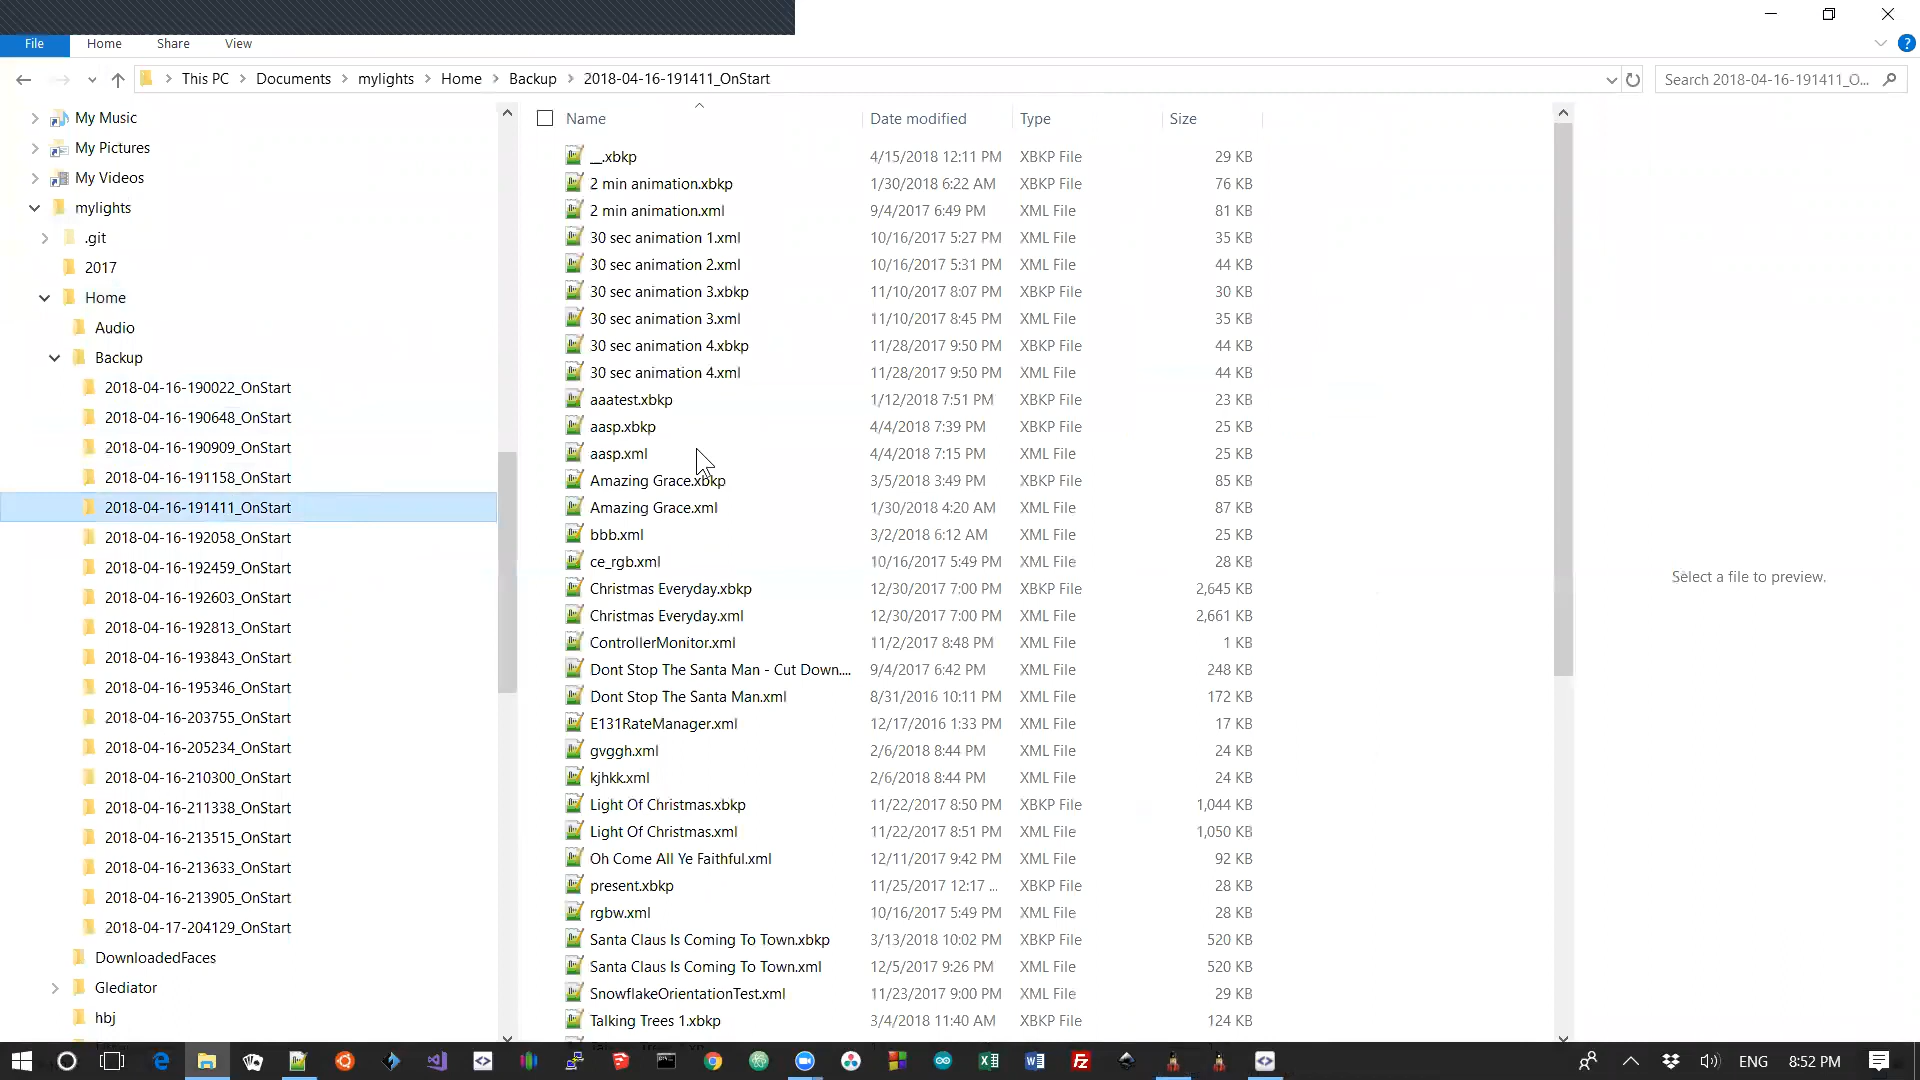 File Home Share View
This PC Documents mylights Home Backup 2018-04-16-191411_OnStart Search 2018-04-16-191411_O...
My Music
My Pictures
My Videos
mylights
.git
2017
Home
Audio
Backup
2018-04-16-190022_OnStart
2018-04-16-190648_OnStart
2018-04-16-190909_OnStart
2018-04-16-191158_OnStart
2018-04-16-191411_OnStart
2018-04-16-192058_OnStart
2018-04-16-192459_OnStart
2018-04-16-192603_OnStart
2018-04-16-192813_OnStart
2018-04-16-193843_OnStart
2018-04-16-195346_OnStart
2018-04-16-203755_OnStart
2018-04-16-205234_OnStart
2018-04-16-210300_OnStart
2018-04-16-211338_OnStart
2018-04-16-213515_OnStart
2018-04-16-213633_OnStart
2018-04-16-213905_OnStart
2018-04-17-204129_OnStart
DownloadedFaces
Glediator
hbj
Name Date modified Type Size
__.xbkp 4/15/2018 12:11 PM XBKP File 29 KB
2 min animation.xbkp 1/30/2018 6:22 AM XBKP File 76 KB
2 min animation.xml 9/4/2017 6:49 PM XML File 81 KB
30 sec animation 1.xml 10/16/2017 5:27 PM XML File 35 KB
30 sec animation 2.xml 10/16/2017 5:31 PM XML File 44 KB
30 sec animation 3.xbkp 11/10/2017 8:07 PM XBKP File 30 KB
30 sec animation 3.xml 11/10/2017 8:45 PM XML File 35 KB
30 sec animation 4.xbkp 11/28/2017 9:50 PM XBKP File 44 KB
30 sec animation 4.xml 11/28/2017 9:50 PM XML File 44 KB
aaatest.xbkp 1/12/2018 7:51 PM XBKP File 23 KB
aasp.xbkp 4/4/2018 7:39 PM XBKP File 25 KB
aasp.xml 4/4/2018 7:15 PM XML File 25 KB
Amazing Grace.xbkp 3/5/2018 3:49 PM XBKP File 85 KB
Amazing Grace.xml 1/30/2018 4:20 AM XML File 87 KB
bbb.xml 3/2/2018 6:12 AM XML File 25 KB
ce_rgb.xml 10/16/2017 5:49 PM XML File 28 KB
Christmas Everyday.xbkp 12/30/2017 7:00 PM XBKP File 2,645 KB
Christmas Everyday.xml 12/30/2017 7:00 PM XML File 2,661 KB
ControllerMonitor.xml 11/2/2017 8:48 PM XML File 1 KB
Dont Stop The Santa Man - Cut Down.... 9/4/2017 6:42 PM XML File 248 KB
Dont Stop The Santa Man.xml 8/31/2016 10:11 PM XML File 172 KB
E131RateManager.xml 12/17/2016 1:33 PM XML File 17 KB
gvggh.xml 2/6/2018 8:44 PM XML File 24 KB
kjhkk.xml 2/6/2018 8:44 PM XML File 24 KB
Light Of Christmas.xbkp 11/22/2017 8:50 PM XBKP File 1,044 KB
Light Of Christmas.xml 11/22/2017 8:51 PM XML File 1,050 KB
Oh Come All Ye Faithful.xml 12/11/2017 9:42 PM XML File 92 KB
present.xbkp 11/25/2017 12:17 ... XBKP File 28 KB
rgbw.xml 10/16/2017 5:49 PM XML File 28 KB
Santa Claus Is Coming To Town.xbkp 3/13/2018 10:02 PM XBKP File 520 KB
Santa Claus Is Coming To Town.xml 12/5/2017 9:26 PM XML File 520 KB
SnowflakeOrientationTest.xml 11/23/2017 9:00 PM XML File 29 KB
Talking Trees 1.xbkp 3/4/2018 11:40 AM XBKP File 124 KB
Select a file to preview.
ENG 8:52 PM